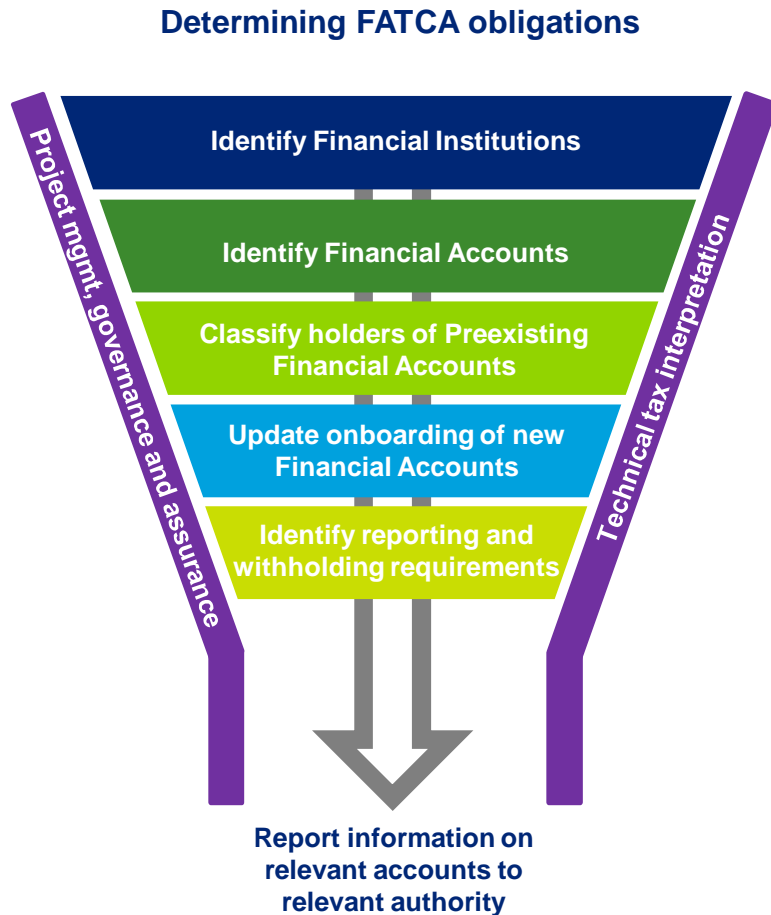 Determining FATCA obligations
Identify Financial Institutions
Project mgmt, governance and assurance
Technical tax interpretation
Identify Financial Accounts
Classify holders of Preexisting
Financial Accounts
Update onboarding of new
Financial Accounts
Identify reporting and
withholding requirements
Report information on
relevant accounts to
relevant authority